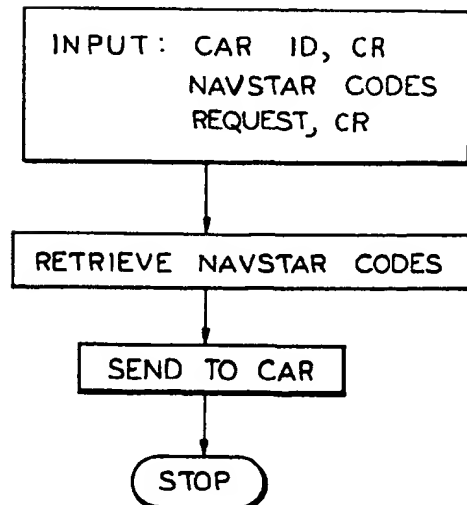 INPUT: CAR ID, CR
NAVSTAR CODES
REQUEST, CR
RETRIEVE NAVSTAR CODES
SEND TO CAR
STOP